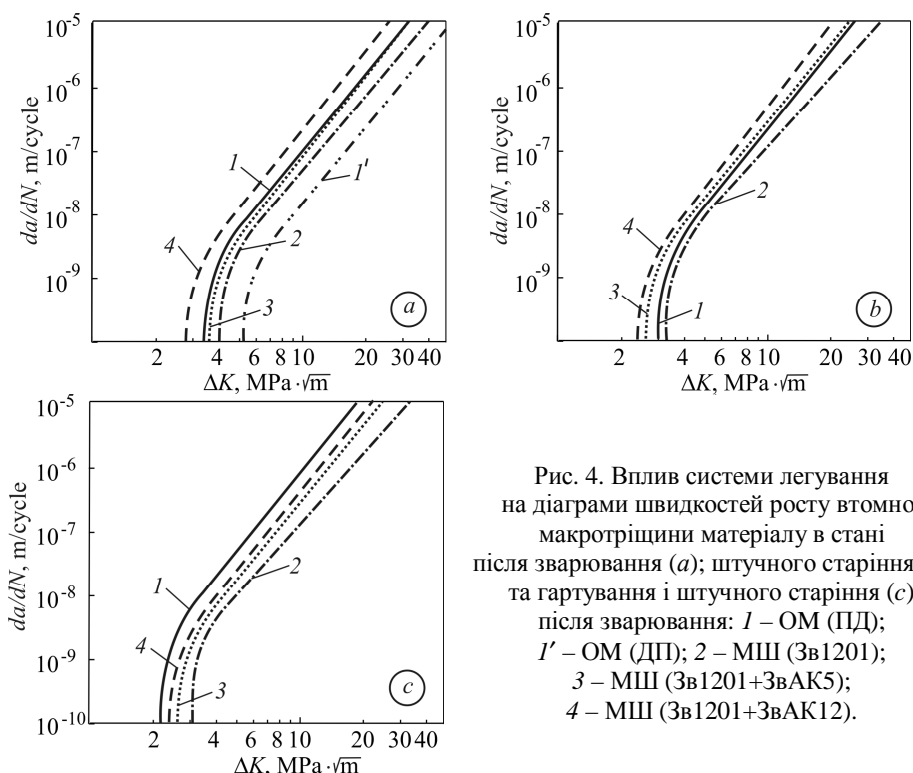 10⁻⁵
10⁻⁶
10⁻⁷
10⁻⁸
10⁻⁹
da/dN, m/cycle
1
1′
4
2
3
a
2 4 6 8 10 20 30 40
ΔK, MPa·√m
10⁻⁵
10⁻⁶
10⁻⁷
10⁻⁸
10⁻⁹
da/dN, m/cycle
2
4
3
1
b
2 4 6 8 10 20 30 40
ΔK, MPa·√m
10⁻⁵
10⁻⁶
10⁻⁷
10⁻⁸
10⁻⁹
10⁻¹⁰
da/dN, m/cycle
1
2
4
3
c
2 4 6 8 10 20 30 40
ΔK, MPa·√m
Рис. 4. Вплив системи легування
на діаграми швидкостей росту втомно
макротріщини матеріалу в стані
після зварювання (a); штучного старіння
та гартування і штучного старіння (c)
після зварювання: 1 – ОМ (ПД);
1′ – ОМ (ДП); 2 – МШ (Зв1201);
3 – МШ (Зв1201+ЗвАК5);
4 – МШ (Зв1201+ЗвАК12).